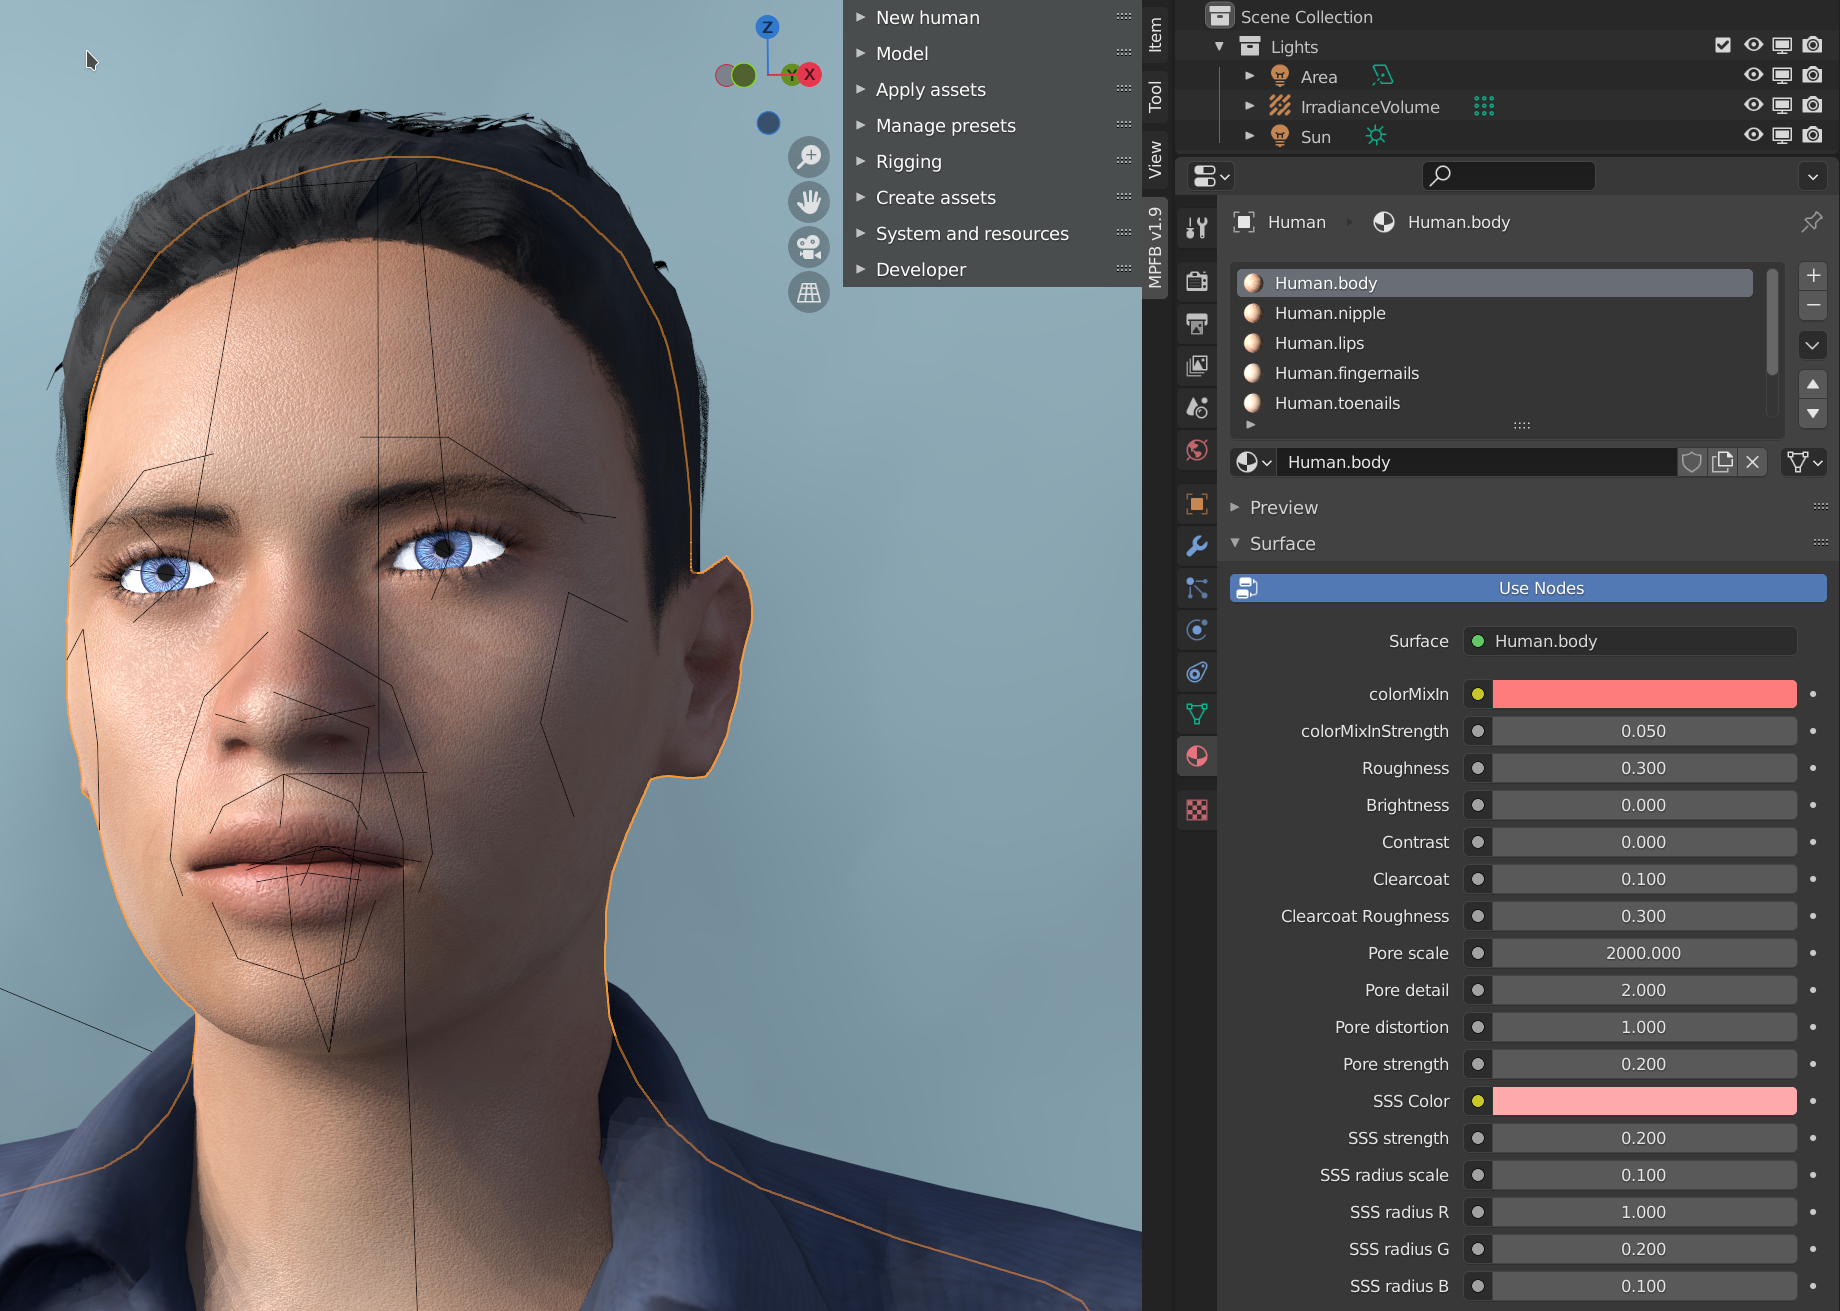 Z
Y
X
New human
Model
Apply assets
Manage presets
Rigging
Create assets
System and resources
Developer
Item
Tool
View
MPFB v1.9
Scene Collection
Lights
Area
IrradianceVolume
Sun
Human Human.body
Human.body
Human.nipple
Human.lips
Human.fingernails
Human.toenails
Human.body
Preview
Surface
Use Nodes
Surface Human.body
colorMixIn
colorMixInStrength 0.050
Roughness 0.300
Brightness 0.000
Contrast 0.000
Clearcoat 0.100
Clearcoat Roughness 0.300
Pore scale 2000.000
Pore detail 2.000
Pore distortion 1.000
Pore strength 0.200
SSS Color
SSS strength 0.200
SSS radius scale 0.100
SSS radius R 1.000
SSS radius G 0.200
SSS radius B 0.100